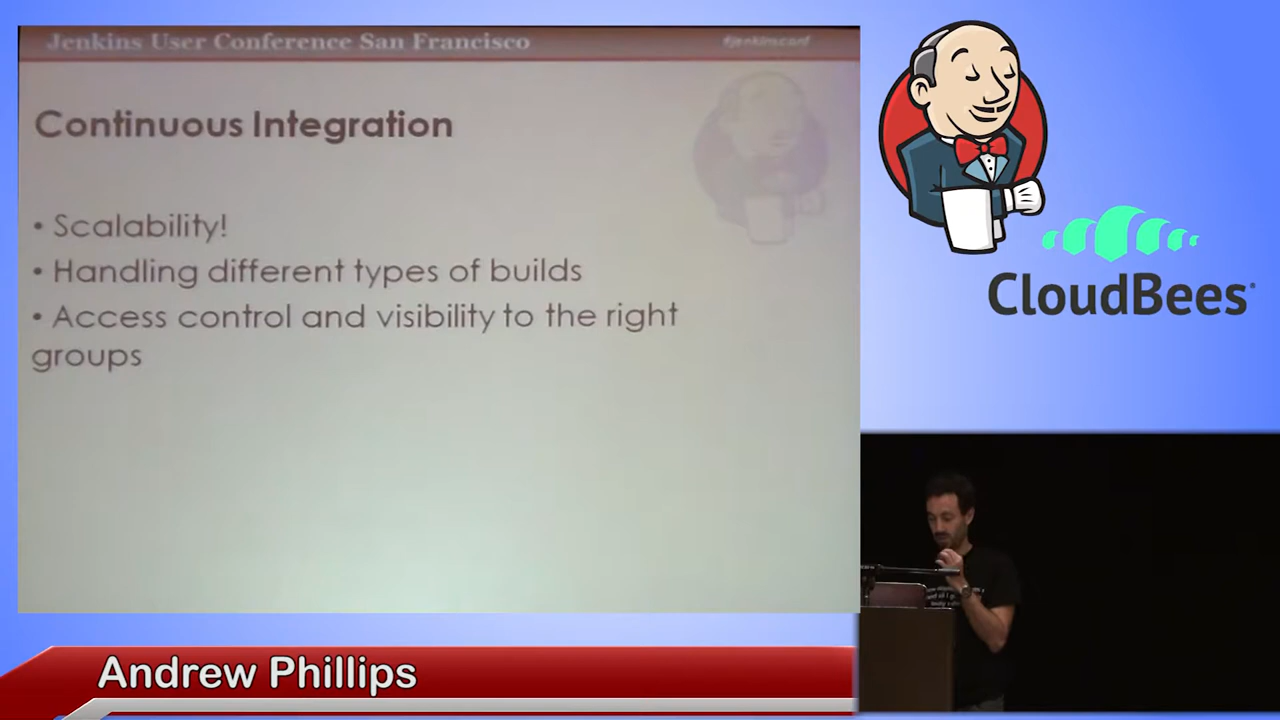 Jenkins User Conference San Francisco
#jenkinsconf
Continuous Integration
• Scalability!
• Handling different types of builds
• Access control and visibility to the right
groups
CloudBees
Andrew Phillips